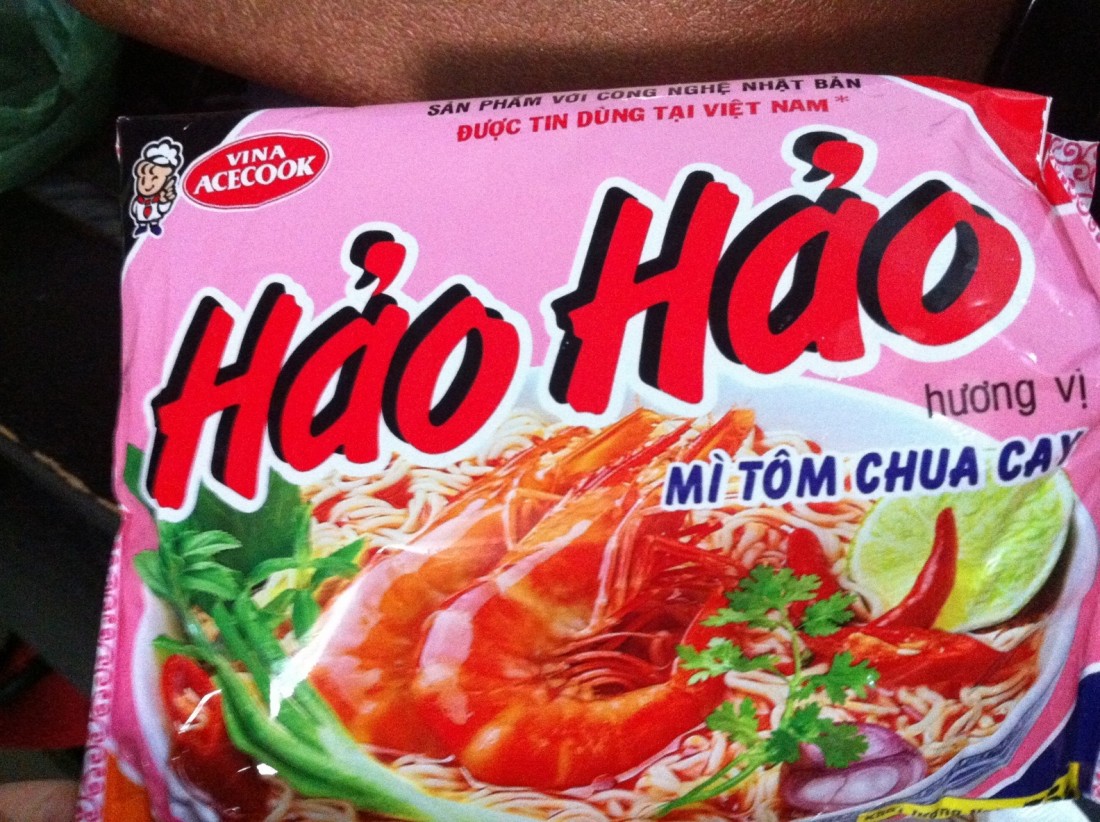 SẢN PHẨM VỚI CÔNG NGHỆ NHẬT BẢN
ĐƯỢC TIN DÙNG TẠI VIỆT NAM*
VINA
ACECOOK
Hảo Hảo
hương vị
MÌ TÔM CHUA CAY